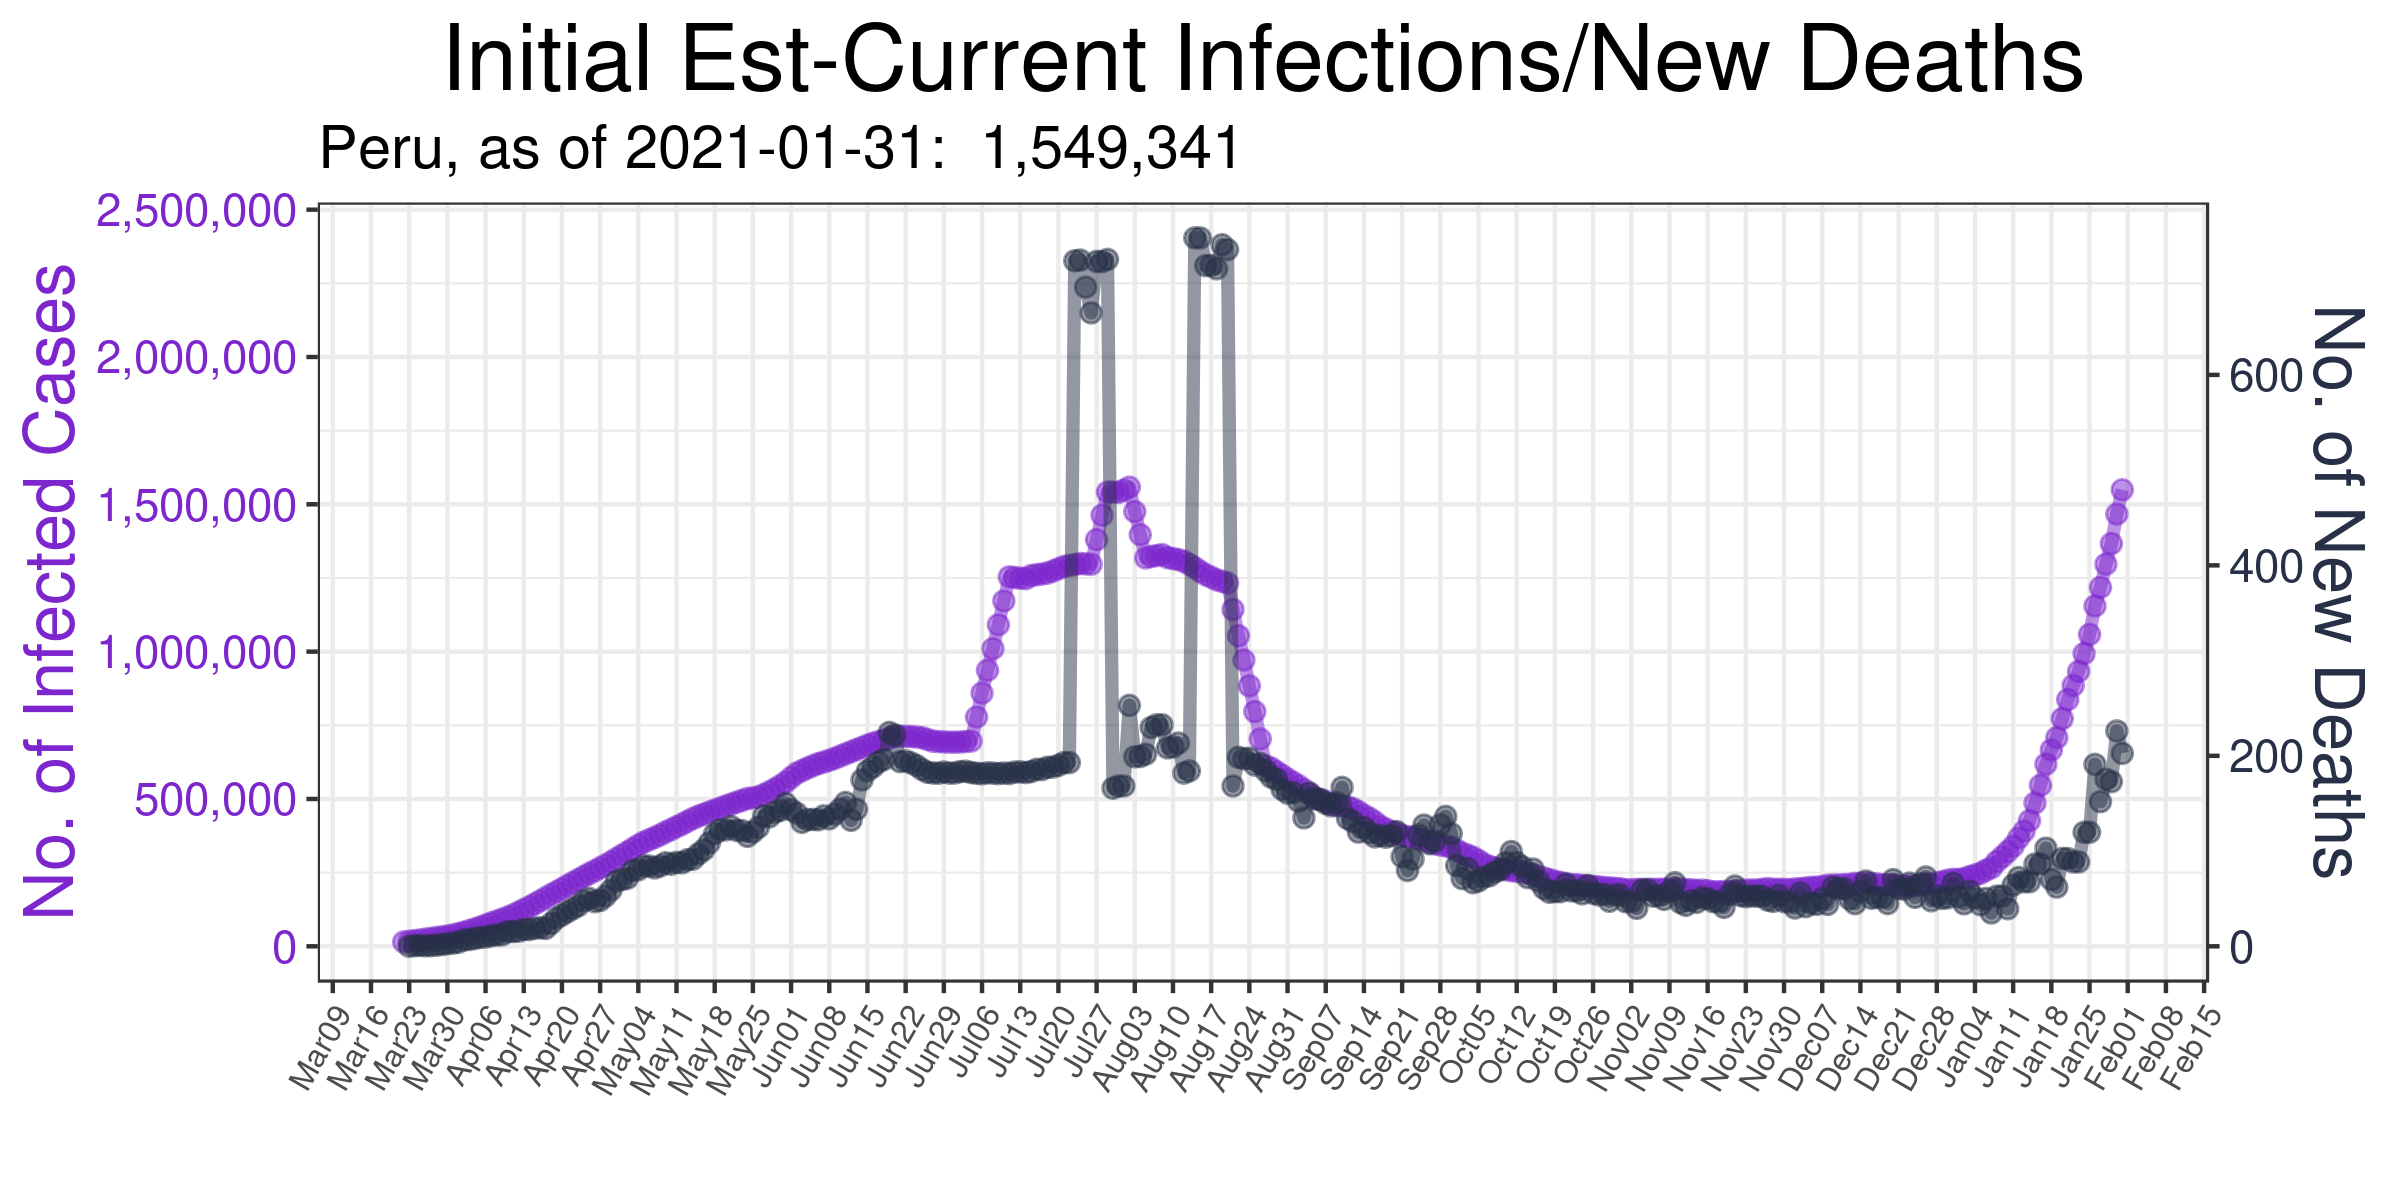 Initial Est-Current Infections/New Deaths
Peru, as of 2021-01-31:  1,549,341
No. of Infected Cases
2,500,000
2,000,000
1,500,000
1,000,000
500,000
0
No. of New Deaths
600
400
200
0
Mar09
Mar16
Mar23
Mar30
Apr06
Apr13
Apr20
Apr27
May04
May11
May18
May25
Jun01
Jun08
Jun15
Jun22
Jun29
Jul06
Jul13
Jul20
Jul27
Aug03
Aug10
Aug17
Aug24
Aug31
Sep07
Sep14
Sep21
Sep28
Oct05
Oct12
Oct19
Oct26
Nov02
Nov09
Nov16
Nov23
Nov30
Dec07
Dec14
Dec21
Dec28
Jan04
Jan11
Jan18
Jan25
Feb01
Feb08
Feb15